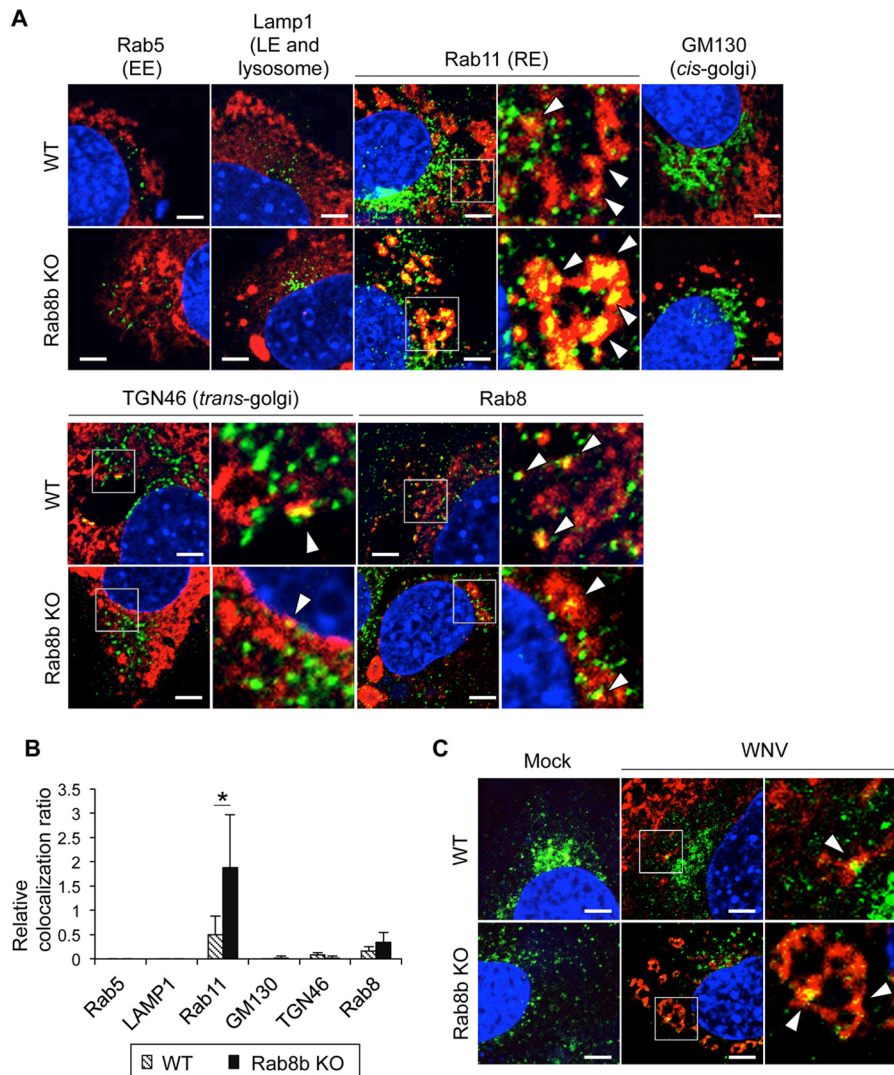 A
Rab5
(EE)
Lamp1
(LE and
lysosome)
Rab11 (RE)
GM130
(cis-golgi)
WT
Rab8b KO
TGN46 (trans-golgi)
Rab8
WT
Rab8b KO
B
Relative
colocalization ratio
3.5
3
2.5
2
1.5
1
0.5
0
*
Rab5
LAMP1
Rab11
GM130
TGN46
Rab8
WT
Rab8b KO
C
Mock
WNV
WT
Rab8b KO